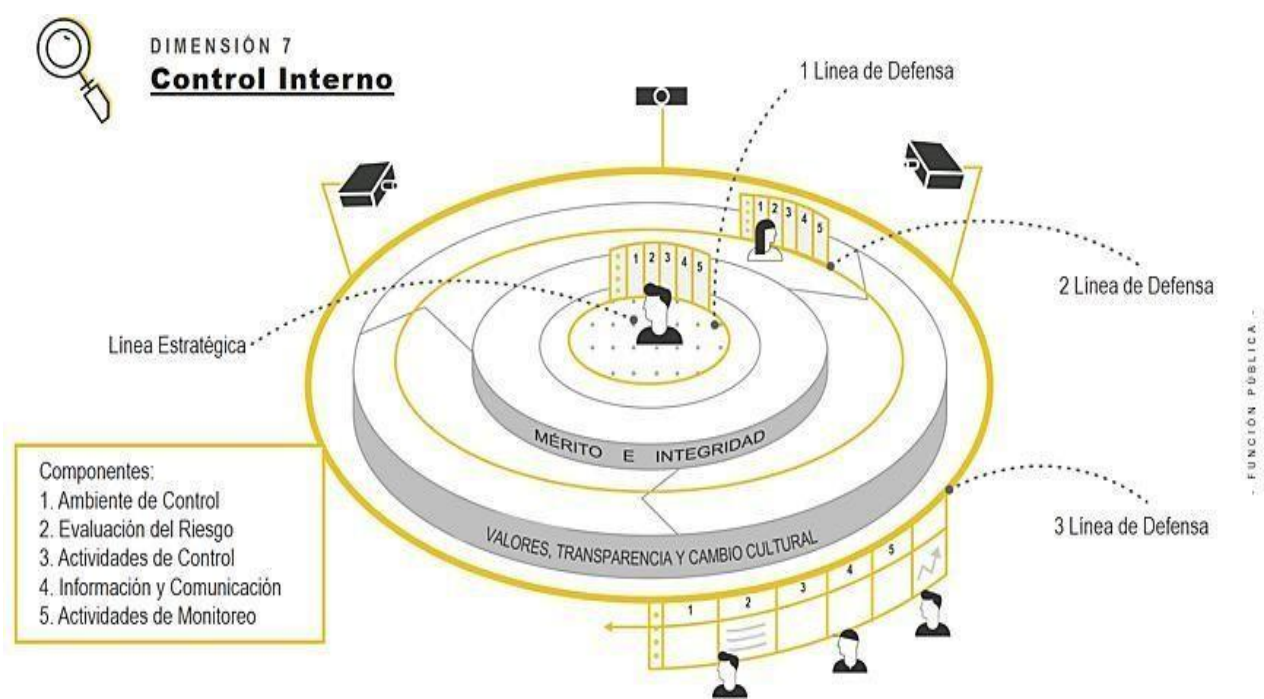 DIMENSIÓN 7
Control Interno
1 Línea de Defensa
1 2 3 4 5
1 2 3 4 5
2 Línea de Defensa
Línea Estratégica
MÉRITO E INTEGRIDAD
VALORES, TRANSPARENCIA Y CAMBIO CULTURAL
3 Línea de Defensa
1 2 3 4 5
Componentes:
1. Ambiente de Control
2. Evaluación del Riesgo
3. Actividades de Control
4. Información y Comunicación
5. Actividades de Monitoreo
- FUNCIÓN PÚBLICA -